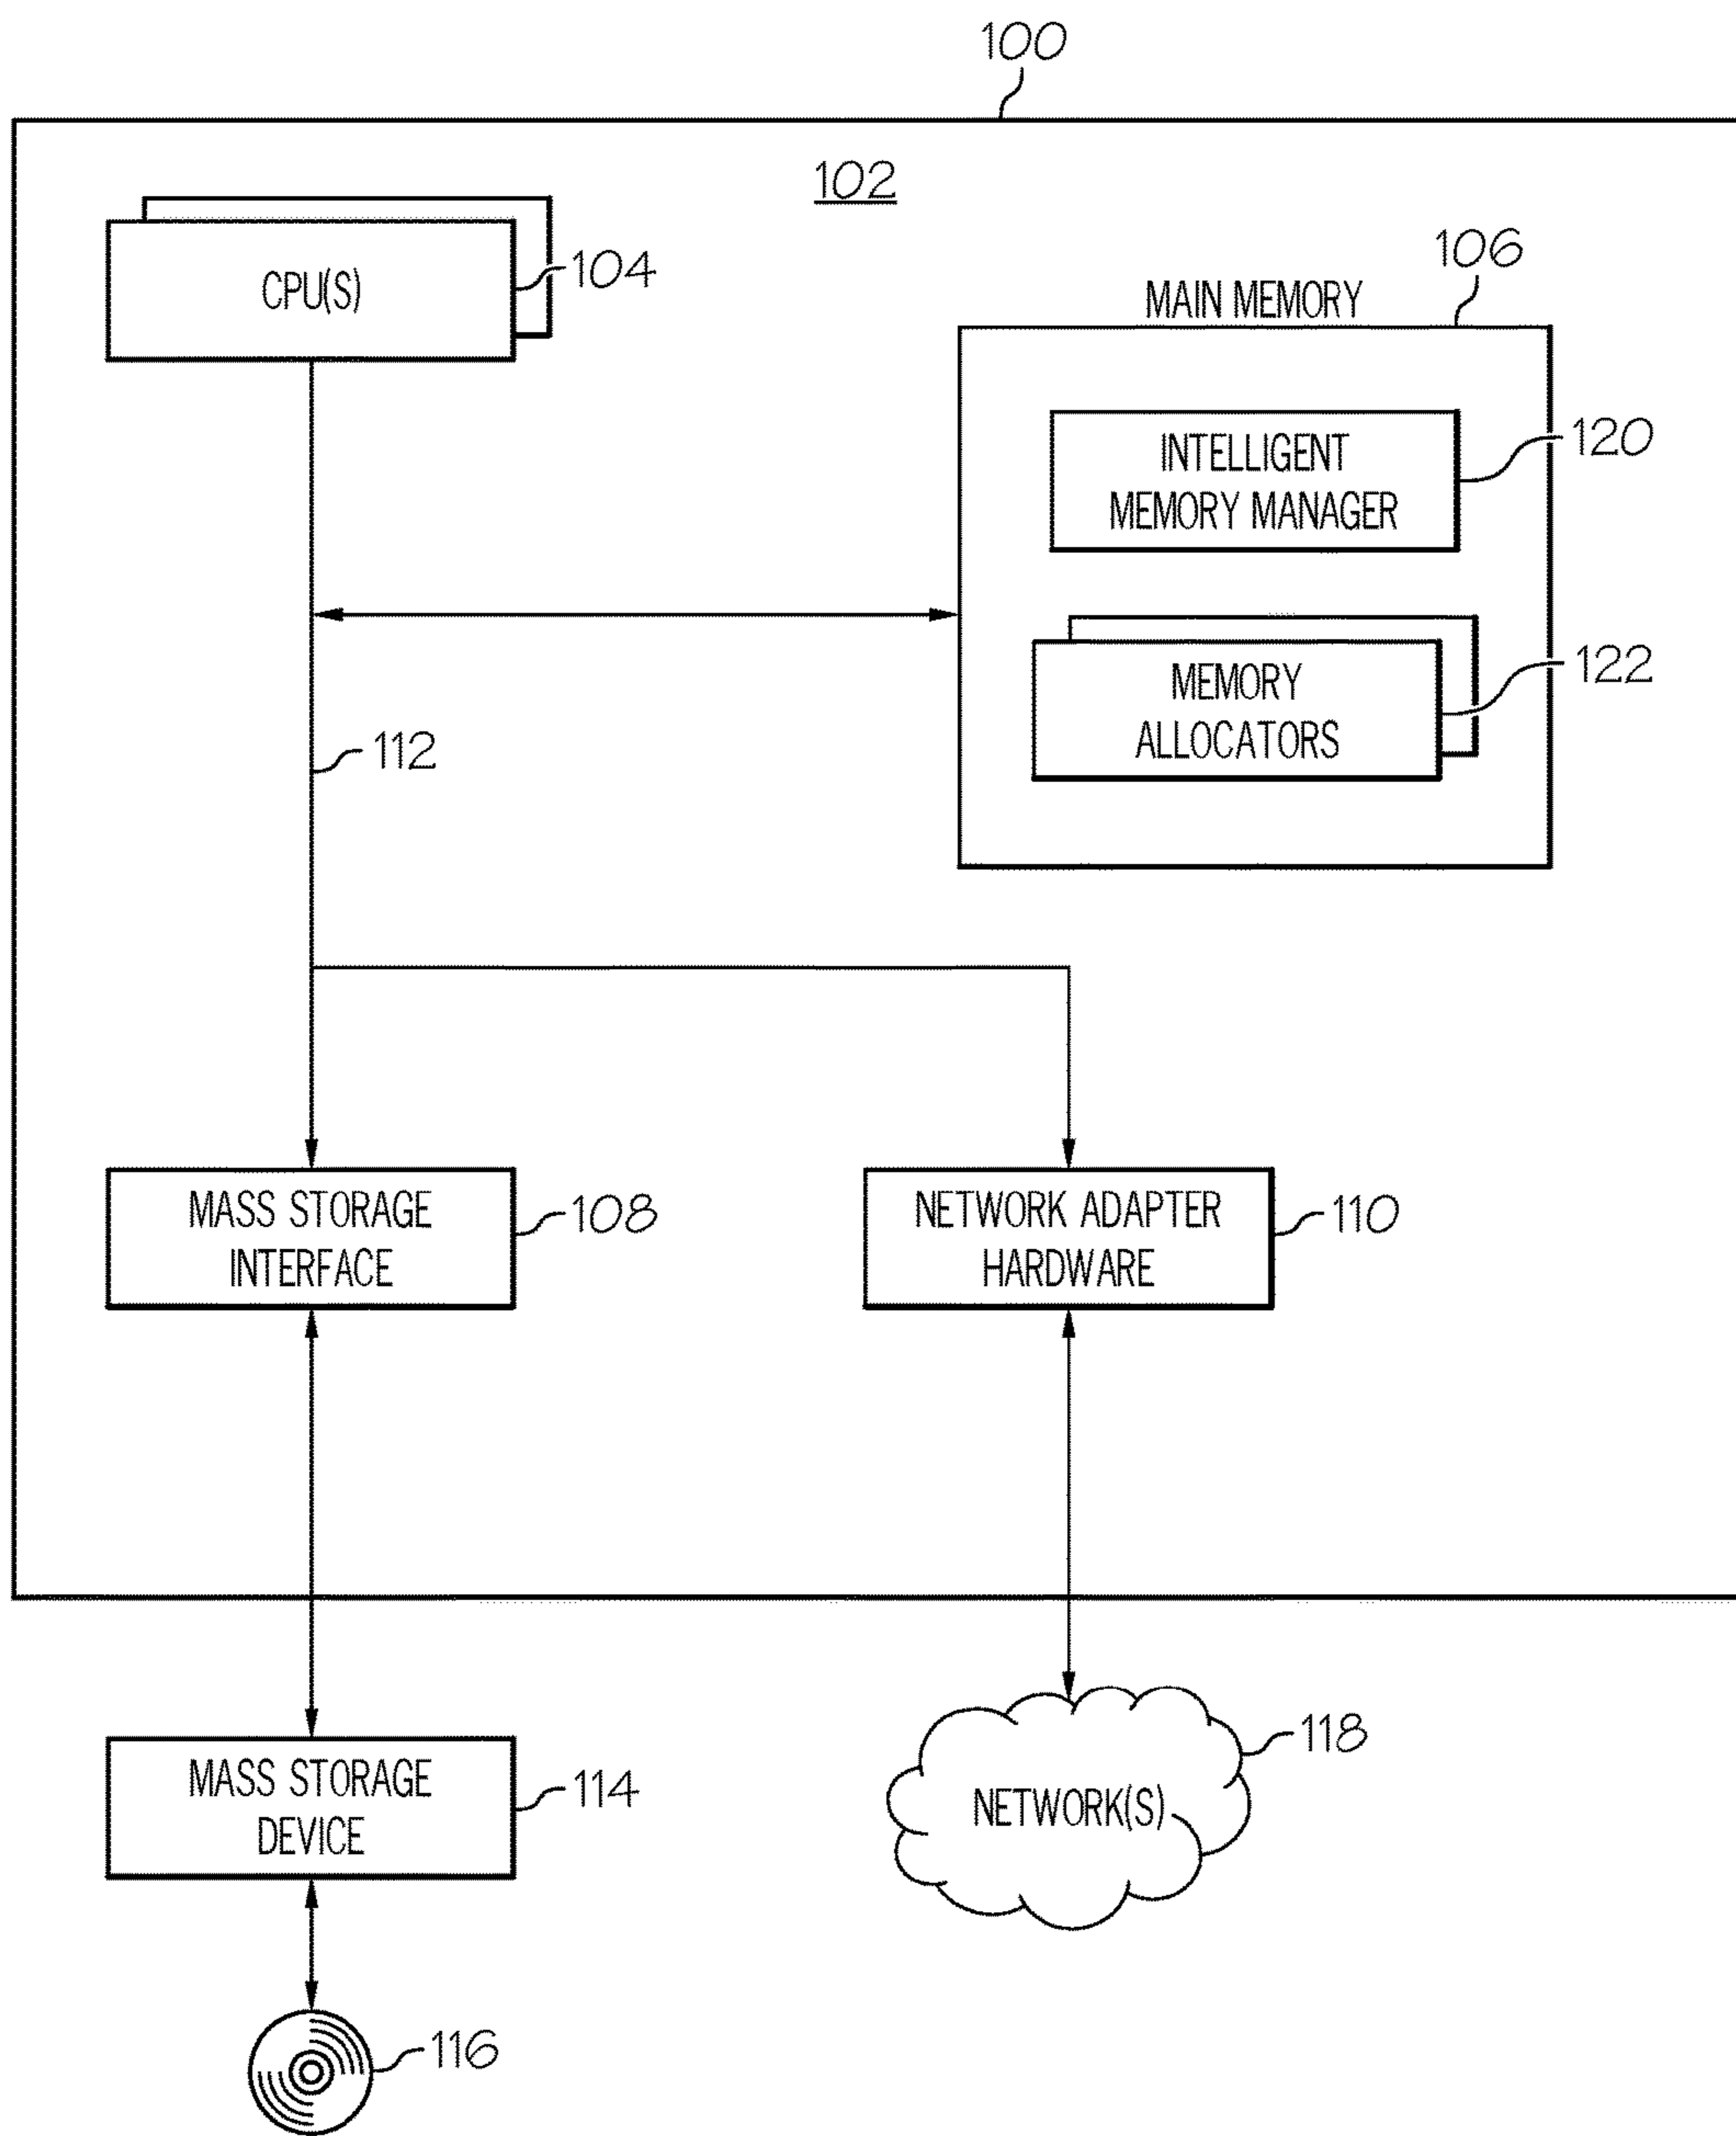 100
102
CPU(S)
104
106
MAIN MEMORY
INTELLIGENT
MEMORY MANAGER
120
MEMORY
ALLOCATORS
122
112
MASS STORAGE
INTERFACE
108
NETWORK ADAPTER
HARDWARE
110
MASS STORAGE
DEVICE
114
NETWORK(S)
118
116